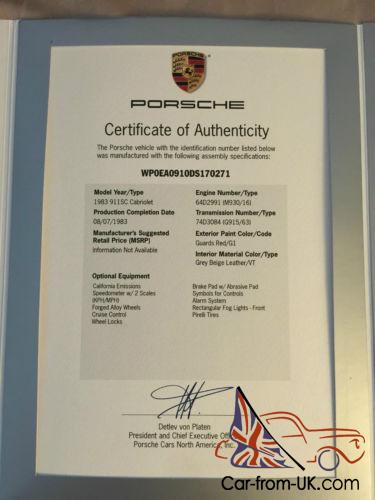 PORSCHE
PORSCHE
Certificate of Authenticity
The Porsche vehicle with the identification number listed below
was manufactured with the following assembly specifications:
WP0EA0910DS170271
Model Year/Type
1983 911SC Cabriolet
Production Completion Date
08/07/1983
Manufacturer's Suggested
Retail Price (MSRP)
Information Not Available
Engine Number/Type
64D2991 (M930/16)
Transmission Number/Type
74D3084 (G915/63)
Exterior Paint Color/Code
Guards Red/G1
Interior Material Color/Type
Grey Beige Leather/VT
Optional Equipment
California Emissions
Speedometer w/ 2 Scales
(KPH/MPH)
Forged Alloy Wheels
Cruise Control
Wheel Locks
Brake Pad w/ Abrasive Pad
Symbols for Controls
Alarm System
Rectangular Fog Lights - Front
Pirelli Tires
Detlev von Platen
President and Chief Executive
Porsche Cars North America,
Car-from-UK.com